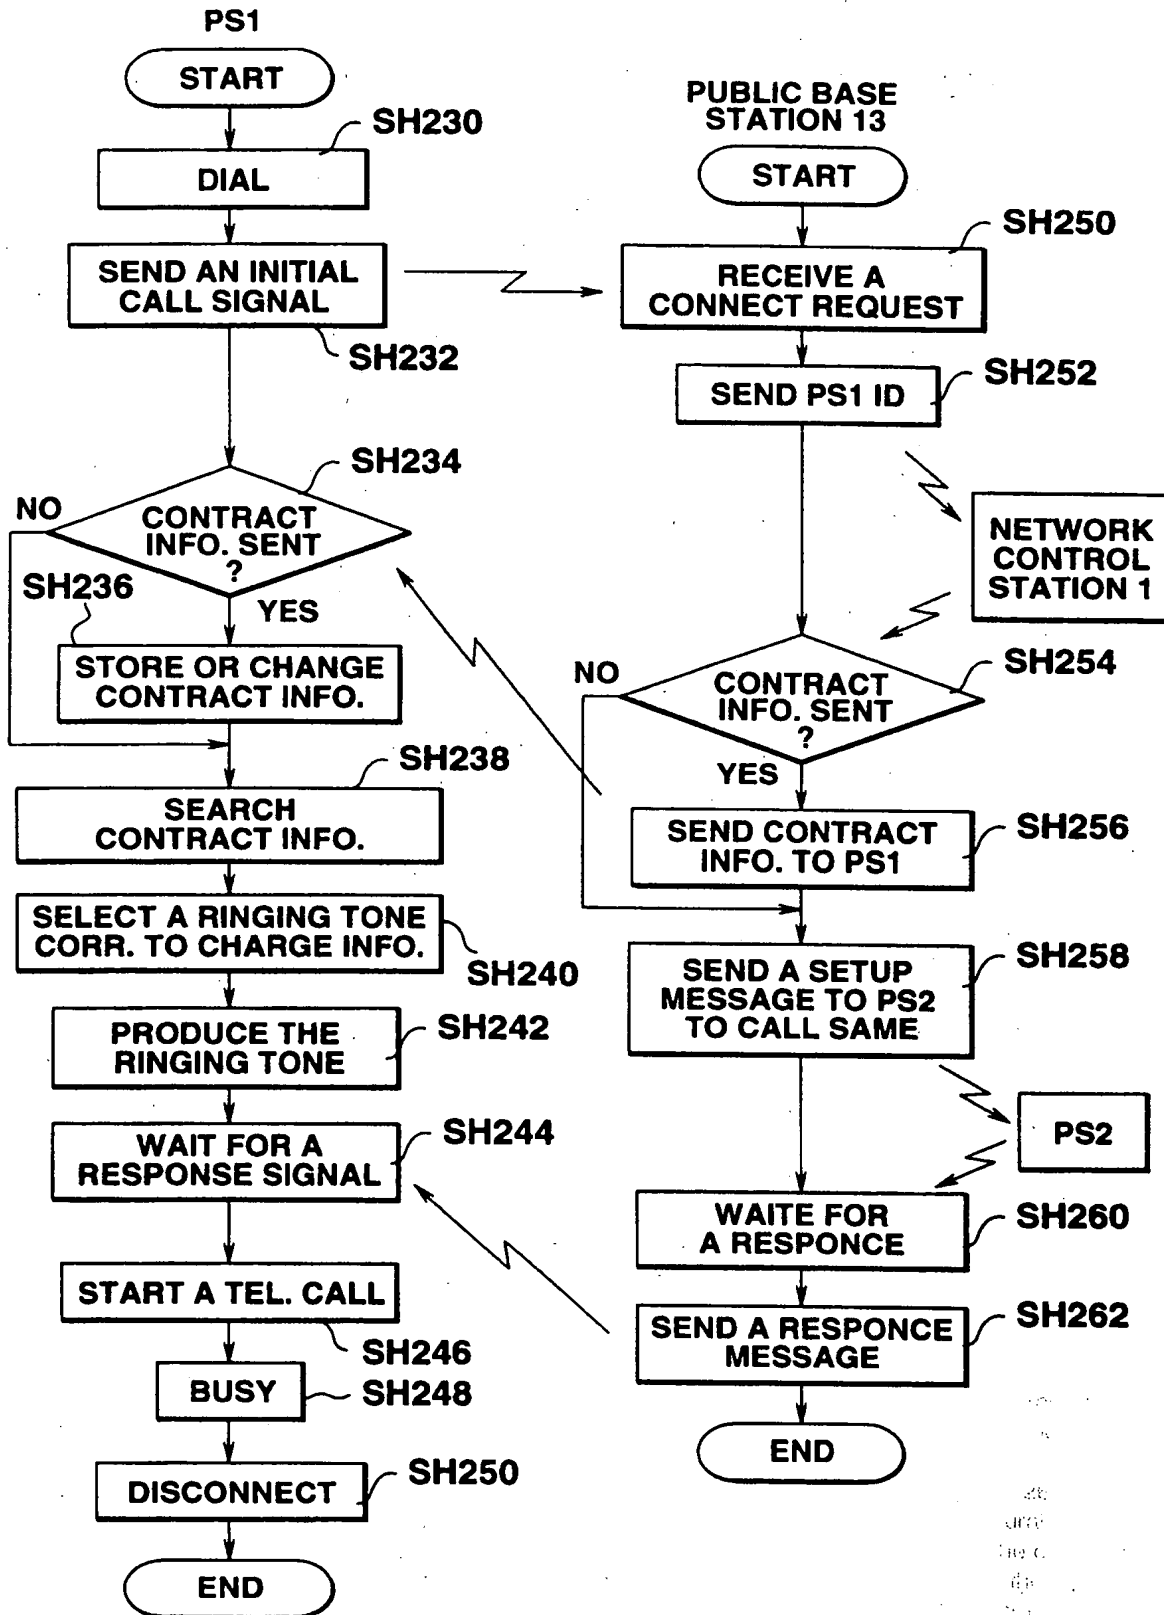 PS1
START
SH230
DIAL
SEND AN INITIAL
CALL SIGNAL
SH232
SH234
NO
CONTRACT
INFO. SENT
?
SH236
YES
STORE OR CHANGE
CONTRACT INFO.
SH238
SEARCH
CONTRACT INFO.
SELECT A RINGING TONE
CORR. TO CHARGE INFO.
SH240
SH242
PRODUCE THE
RINGING TONE
SH244
WAIT FOR A
RESPONSE SIGNAL
START A TEL. CALL
SH246
BUSY
SH248
SH250
DISCONNECT
END
PUBLIC BASE
STATION 13
START
SH250
RECEIVE A
CONNECT REQUEST
SH252
SEND PS1 ID
NETWORK
CONTROL
STATION 1
SH254
NO
CONTRACT
INFO. SENT
?
YES
SH256
SEND CONTRACT
INFO. TO PS1
SH258
SEND A SETUP
MESSAGE TO PS2
TO CALL SAME
PS2
SH260
WAITE FOR
A RESPONCE
SH262
SEND A RESPONCE
MESSAGE
END